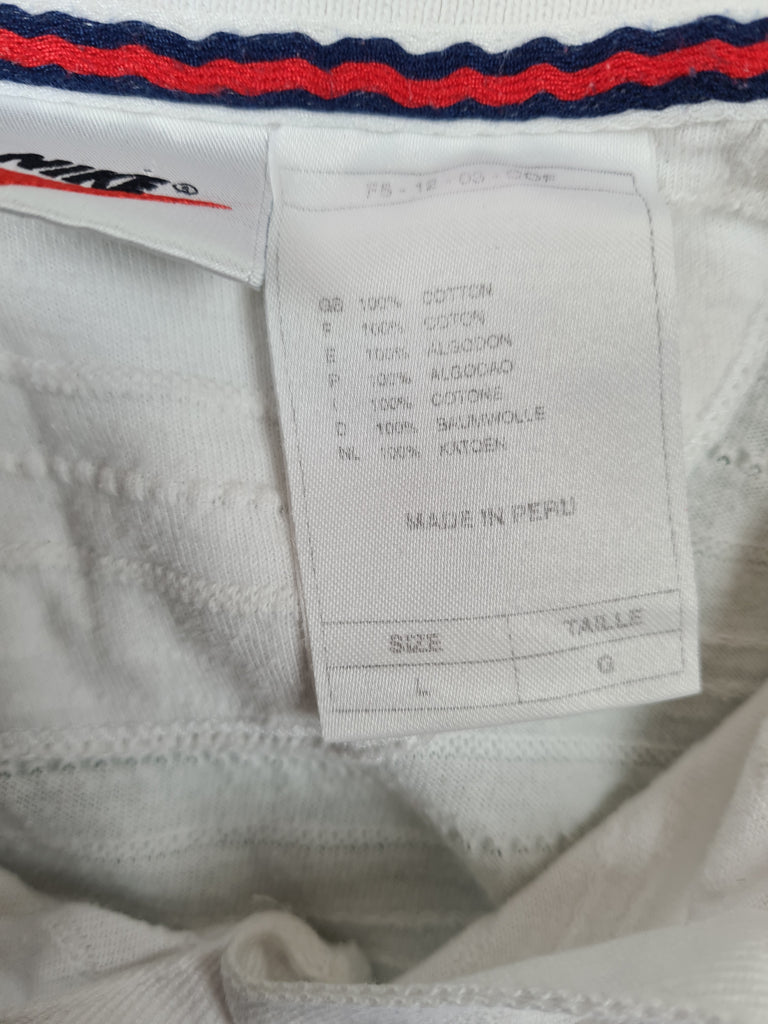 NIKE ®
GB 100% COTTON
F 100% COTON
E 100% ALGODON
P 100% ALGODAO
I 100% COTONE
D 100% BAUMWOLLE
NL 100% KATOEN
MADE IN PERU
SIZE TAILLE
L G